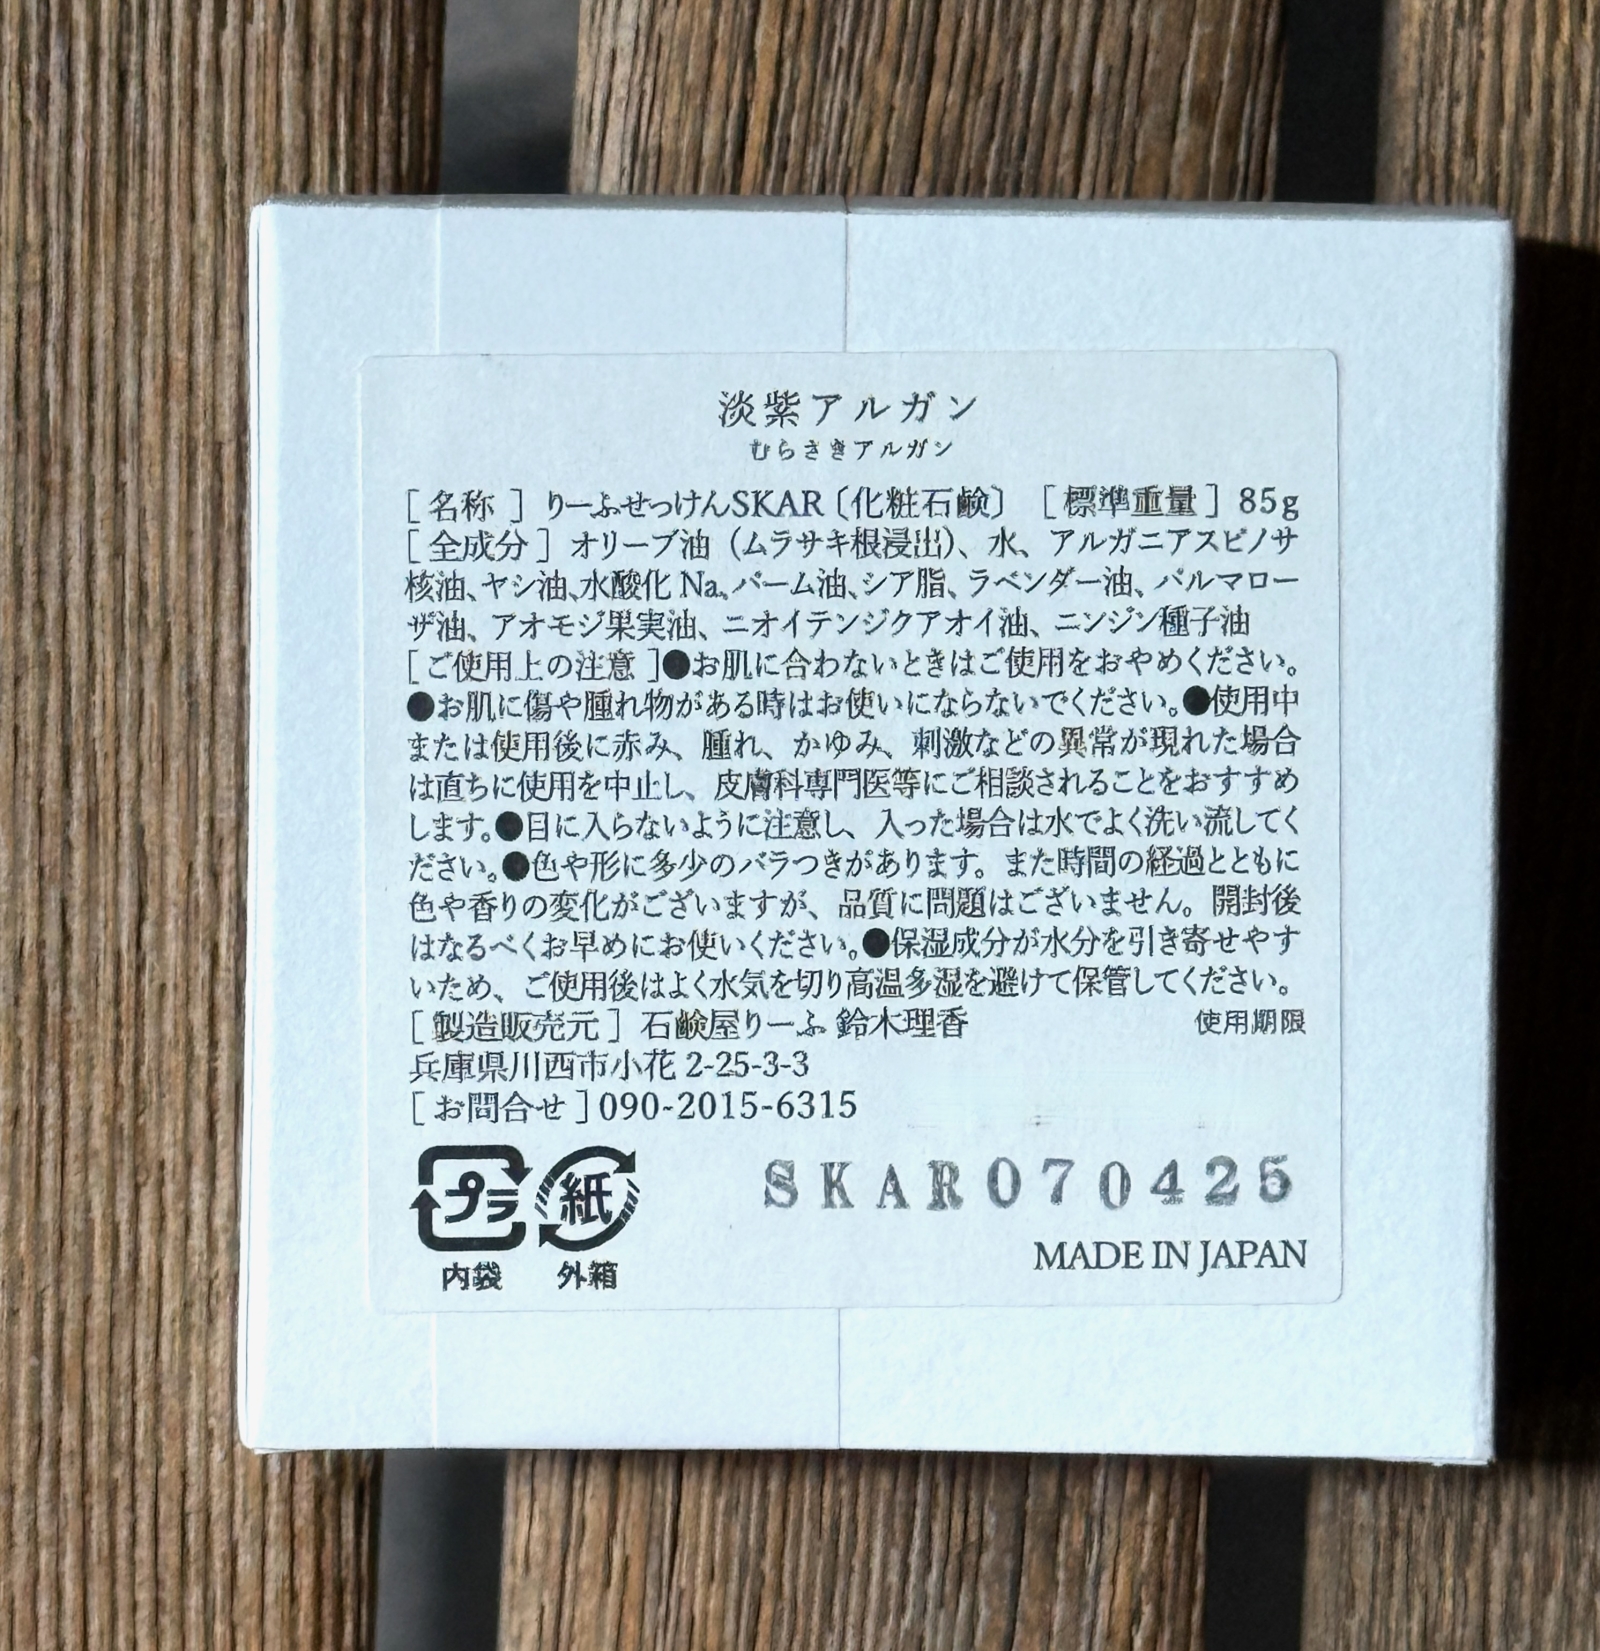 淡紫アルガン
むらさきアルガン
[ 名称 ] りーふせっけんSKAR〔化粧石鹸〕 [ 標準重量 ] 85g
[ 全成分 ] オリーブ油（ムラサキ根浸出）、水、アルガニアスピノサ
核油、ヤシ油、水酸化 Na、パーム油、シア脂、ラベンダー油、パルマロー
ザ油、アオモジ果実油、ニオイテンジクアオイ油、ニンジン種子油
[ ご使用上の注意 ]●お肌に合わないときはご使用をおやめください。
●お肌に傷や腫れ物がある時はお使いにならないでください。●使用中
または使用後に赤み、腫れ、かゆみ、刺激などの異常が現れた場合
は直ちに使用を中止し、皮膚科専門医等にご相談されることをおすすめ
します。●目に入らないように注意し、入った場合は水でよく洗い流してく
ださい。●色や形に多少のバラつきがあります。また時間の経過とともに
色や香りの変化がございますが、品質に問題はございません。開封後
はなるべくお早めにお使いください。●保湿成分が水分を引き寄せやす
いため、ご使用後はよく水気を切り高温多湿を避けて保管してください。
[ 製造販売元 ] 石鹸屋りーふ 鈴木理香 使用期限
兵庫県川西市小花 2-25-3-3
[ お問合せ ]090-2015-6315
プラ 紙 SKAR070425
内袋 外箱 MADE IN JAPAN